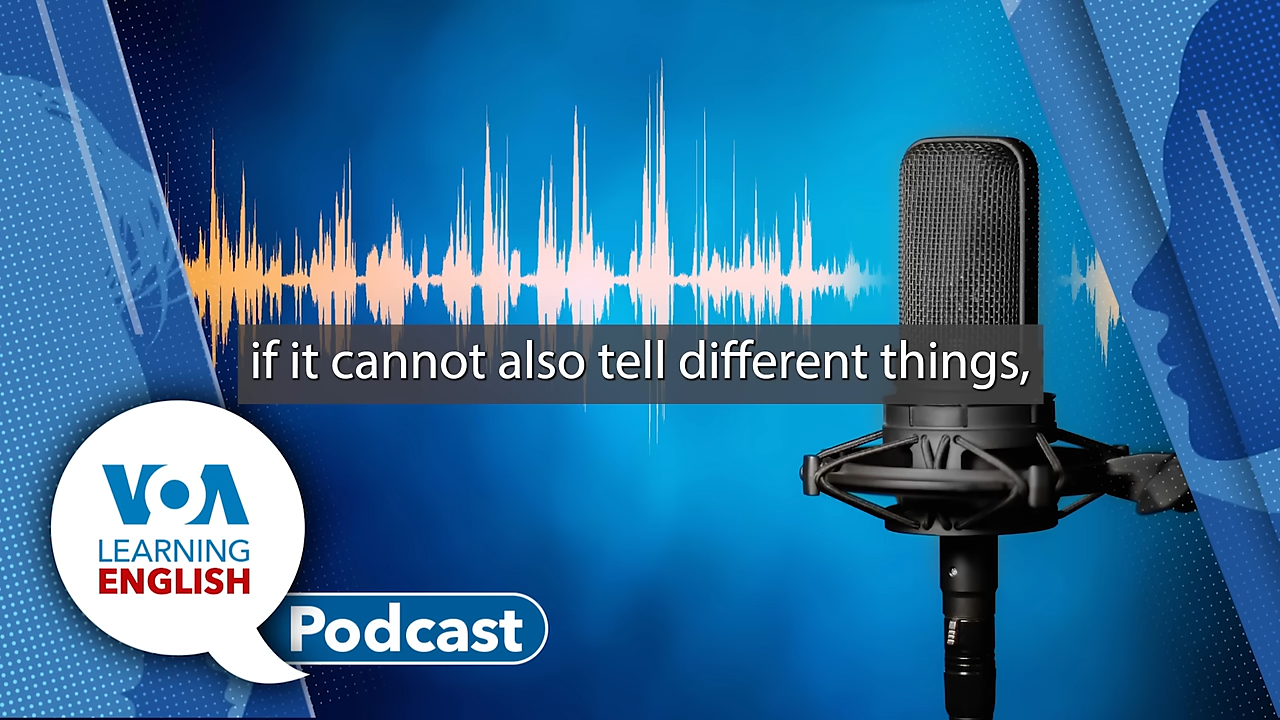 if it cannot also tell different things,
VOA
LEARNING
ENGLISH
Podcast